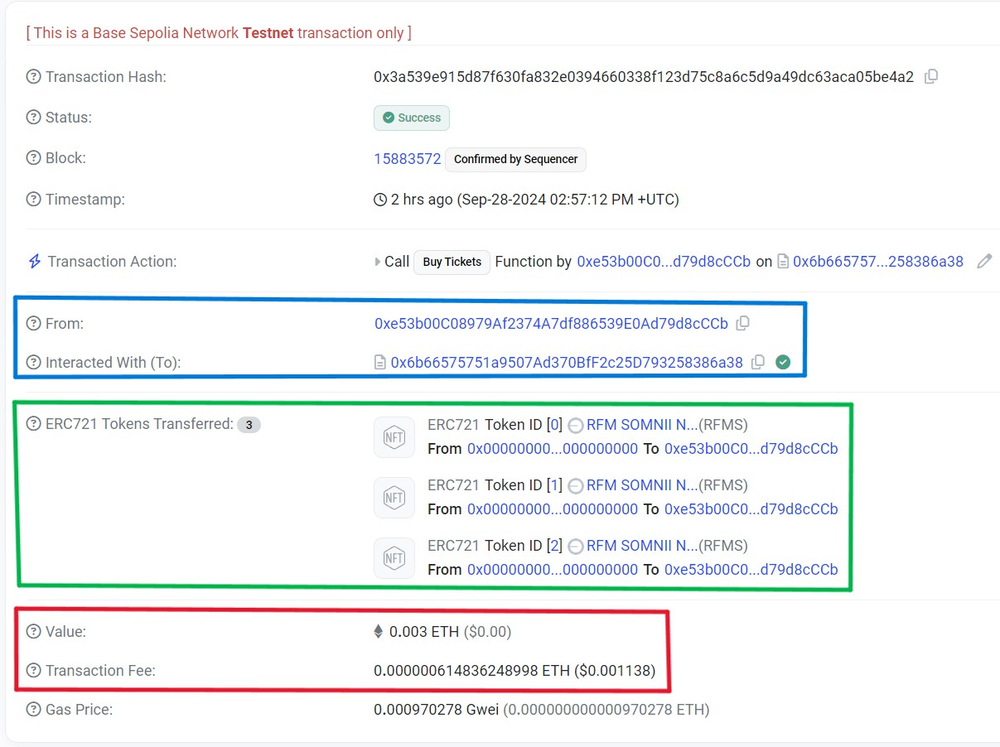 [ This is a Base Sepolia Network Testnet transaction only ]
Transaction Hash: 0x3a539e915d87f630fa832e0394660338f123d75c8a6c5d9a49dc63aca05be4a2
Status: Success
Block: 15883572 Confirmed by Sequencer
Timestamp: 2 hrs ago (Sep-28-2024 02:57:12 PM +UTC)
Transaction Action: Call Buy Tickets Function by 0xe53b00C0...d79d8cCCb on 0x6b665757...258386a38
From: 0xe53b00C08979Af2374A7df886539E0Ad79d8cCCb
Interacted With (To): 0x6b66575751a9507Ad370BfF2c25D793258386a38
ERC721 Tokens Transferred: 3
NFT ERC721 Token ID [0] RFM SOMNII N...(RFMS)
From 0x00000000...000000000 To 0xe53b00C0...d79d8cCCb
NFT ERC721 Token ID [1] RFM SOMNII N...(RFMS)
From 0x00000000...000000000 To 0xe53b00C0...d79d8cCCb
NFT ERC721 Token ID [2] RFM SOMNII N...(RFMS)
From 0x00000000...000000000 To 0xe53b00C0...d79d8cCCb
Value: 0.003 ETH ($0.00)
Transaction Fee: 0.000000614836248998 ETH ($0.001138)
Gas Price: 0.000970278 Gwei (0.000000000000970278 ETH)